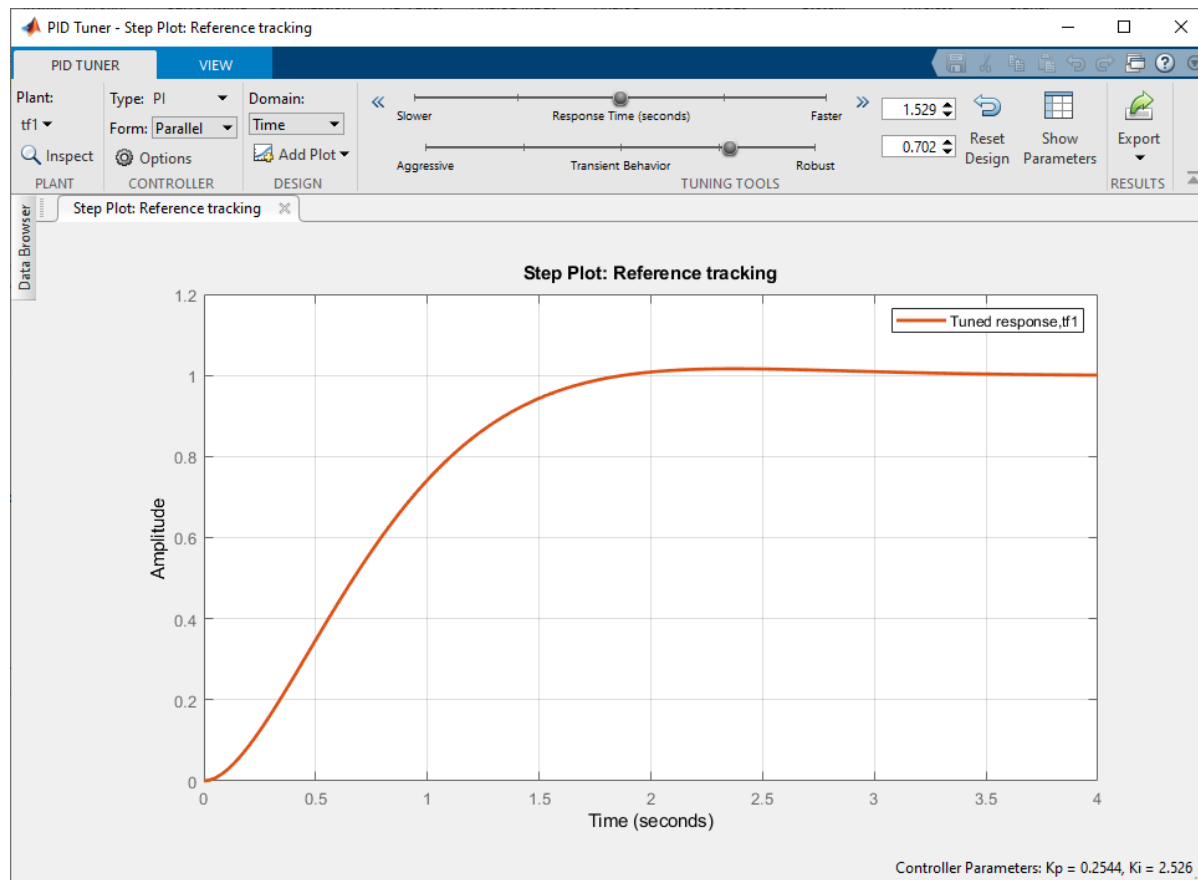 PID Tuner - Step Plot: Reference tracking
PID TUNER VIEW
Plant: Type: PI Domain:
tf1 Form: Parallel Time
Slower Response Time (seconds) Faster 1.529
Inspect Options Add Plot
Aggressive Transient Behavior Robust 0.702
Reset Design
Show Parameters
Export
PLANT CONTROLLER DESIGN TUNING TOOLS RESULTS
Data Browser
Step Plot: Reference tracking
Step Plot: Reference tracking
Tuned response,tf1
1.2
1
0.8
0.6
0.4
0.2
0
Amplitude
0 0.5 1 1.5 2 2.5 3 3.5 4
Time (seconds)
Controller Parameters: Kp = 0.2544, Ki = 2.526